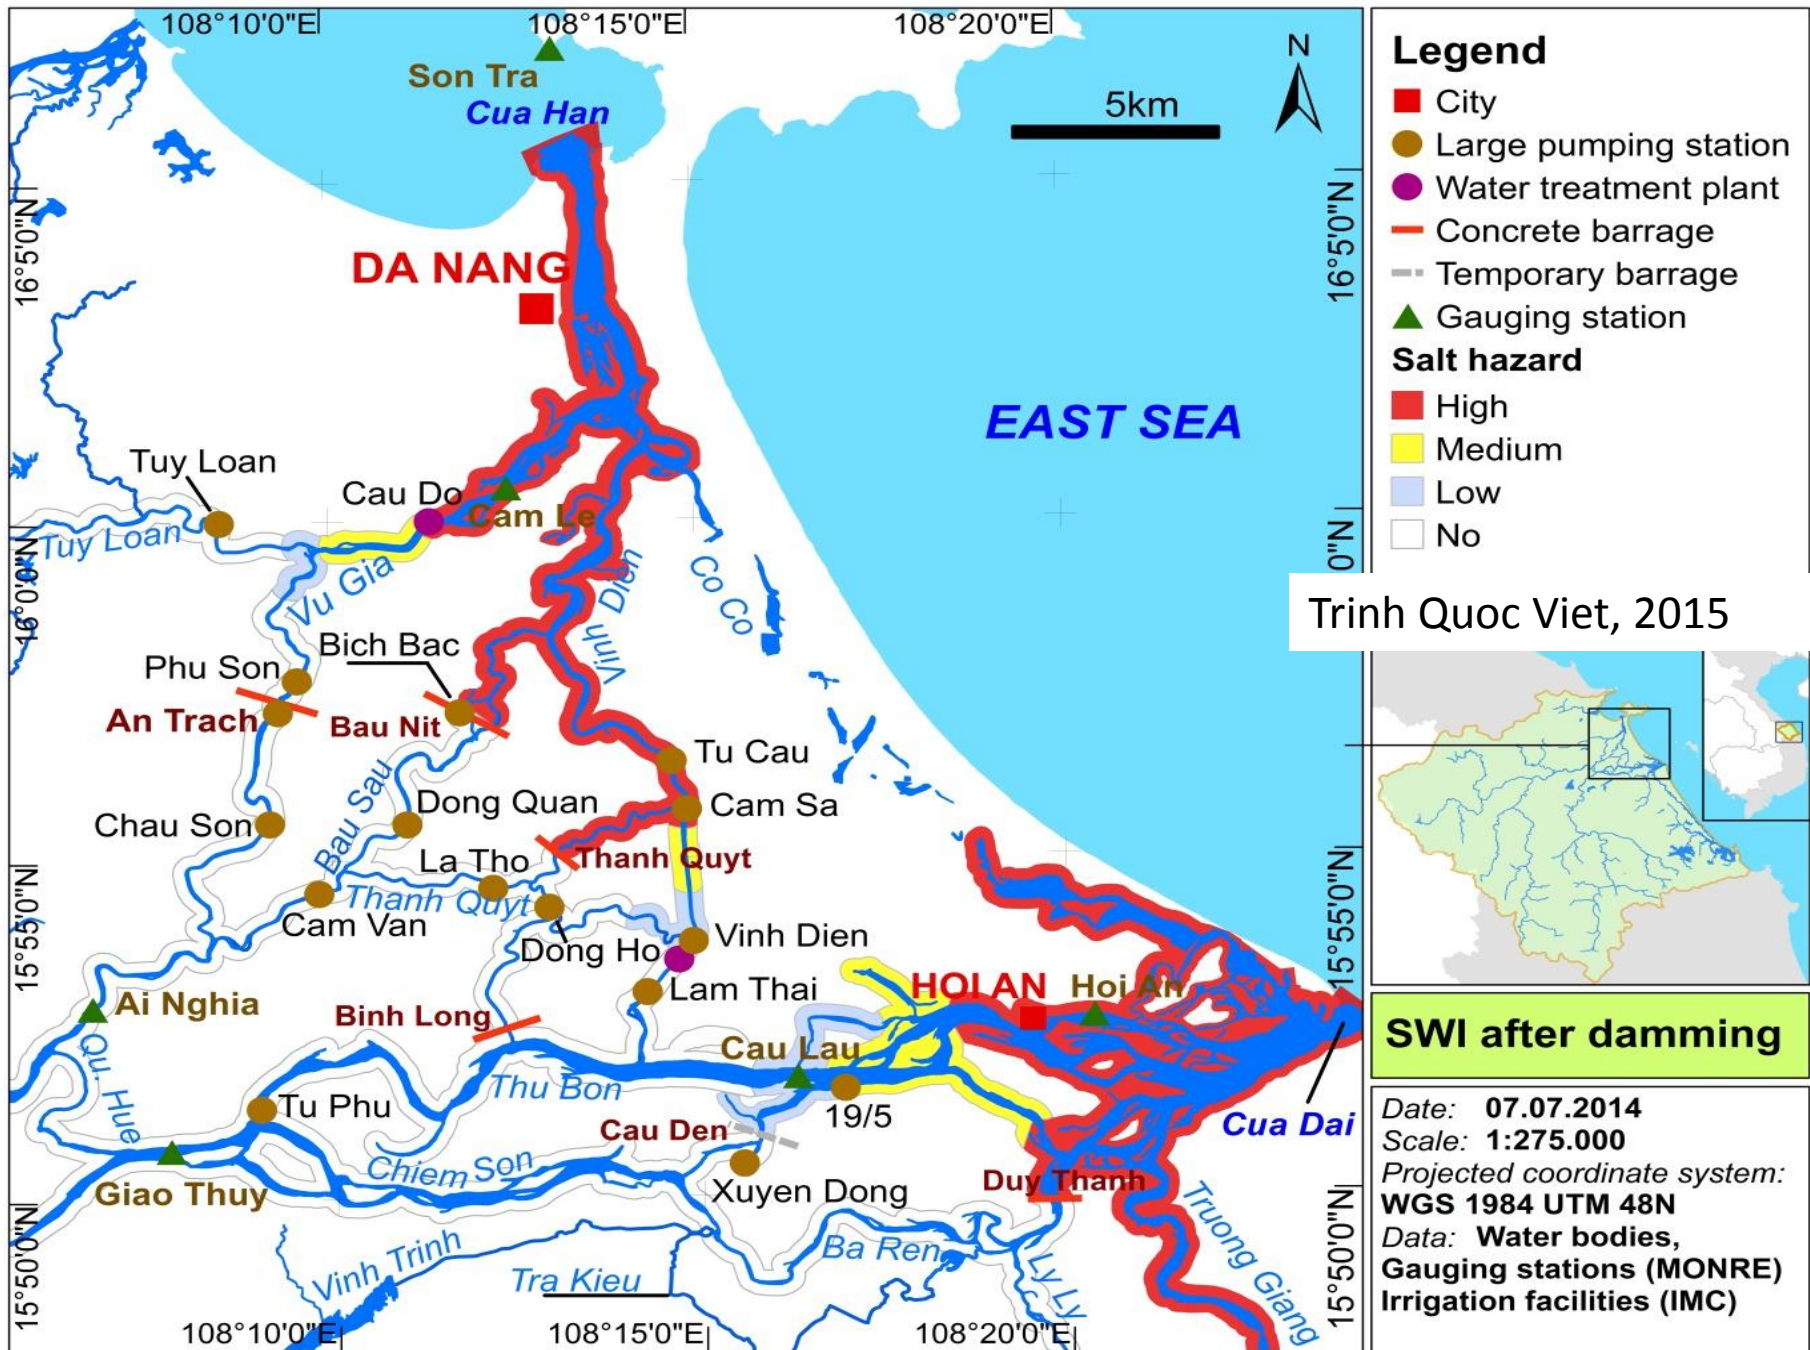 108°10'0"E
108°15'0"E
108°20'0"E
Son Tra
Cua Han
5km
N
16°5'0"N
16°5'0"N
DA NANG
EAST SEA
Tuy Loan
Cau Do
Cam Le
Tuy Loan
Vu Gia
16°0'0"N
0"N
Vinh Dien
Co Co
Bich Bac
Phu Son
An Trach
Bau Nit
Tu Cau
Bau Sau
Dong Quan
Cam Sa
Chau Son
La Tho
Thanh Quyt
Thanh Quyt
Cam Van
Dong Ho
Vinh Dien
15°55'0"N
15°55'0"N
Lam Thai
HOI AN
Hoi An
Ai Nghia
Binh Long
Cau Lau
Qu. Hue
Thu Bon
Tu Phu
19/5
Cua Dai
Cau Den
Chiem Son
Xuyen Dong
Duy Thanh
Giao Thuy
Truong Giang
Ba Ren
Ly Ly
Vinh Trinh
Tra Kieu
15°50'0"N
15°50'0"N
108°10'0"E
108°15'0"E
108°20'0"E
Legend
City
Large pumping station
Water treatment plant
Concrete barrage
Temporary barrage
Gauging station
Salt hazard
High
Medium
Low
No
Trinh Quoc Viet, 2015
SWI after damming
Date: 07.07.2014
Scale: 1:275.000
Projected coordinate system:
WGS 1984 UTM 48N
Data: Water bodies,
Gauging stations (MONRE)
Irrigation facilities (IMC)